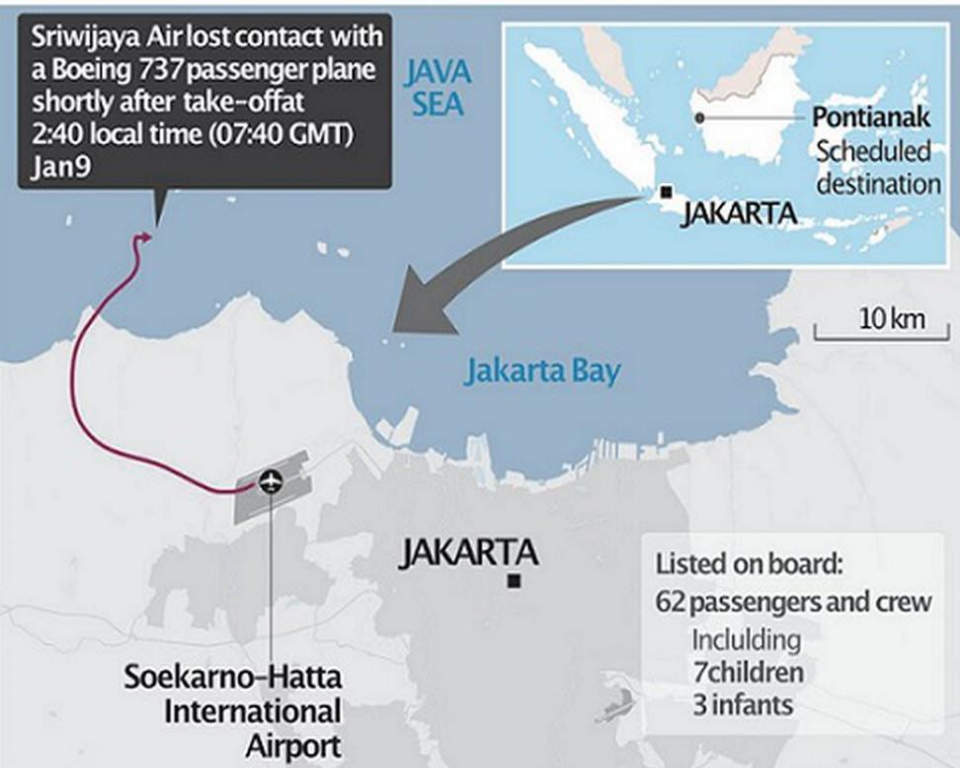 Sriwijaya Air lost contact with
a Boeing 737 passenger plane
shortly after take-offat
2:40 local time (07:40 GMT)
Jan9
JAVA
SEA
Pontianak
Scheduled
destination
JAKARTA
10 km
Jakarta Bay
JAKARTA
Soekarno-Hatta
International
Airport
Listed on board:
62 passengers and crew
Inclulding
7children
3 infants